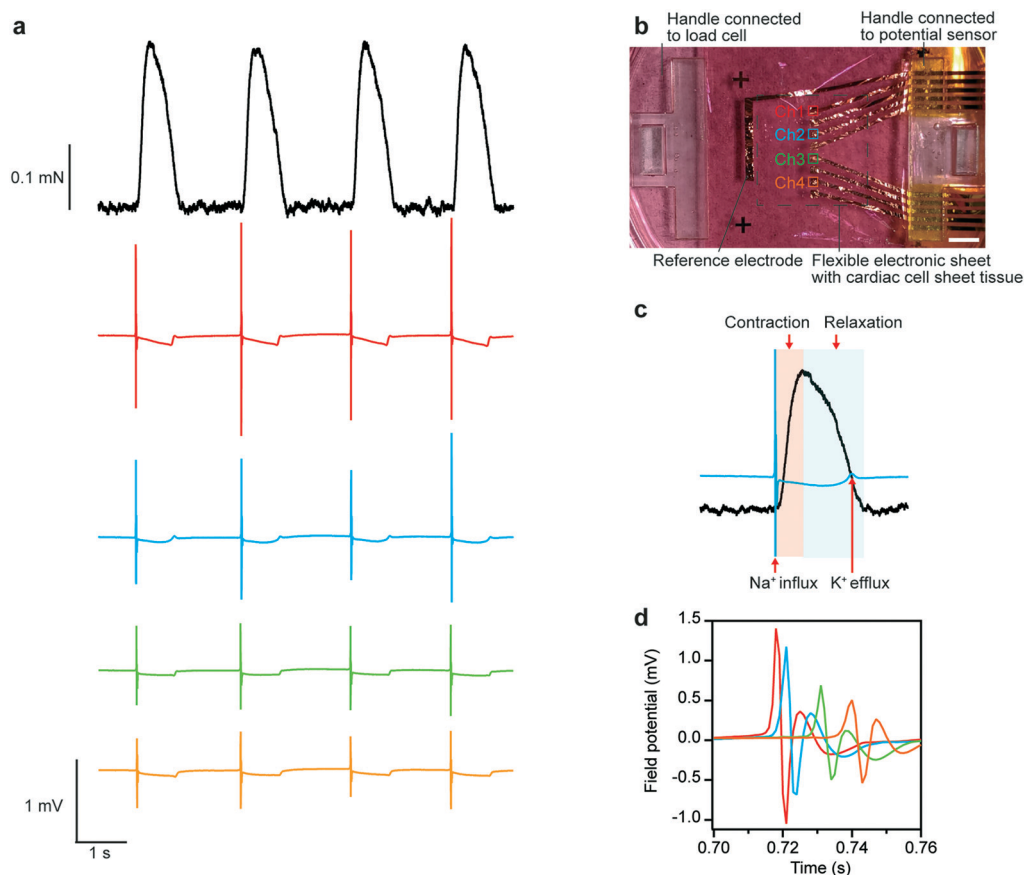 a
0.1 mN
1 mV
1 s
b
Handle connected
to load cell
Handle connected
to potential sensor
Ch1
Ch2
Ch3
Ch4
Reference electrode
Flexible electronic sheet
with cardiac cell sheet tissue
c
Contraction
Relaxation
Na⁺ influx
K⁺ efflux
d
Field potential (mV)
1.5
1.0
0.5
0.0
-0.5
-1.0
0.70
0.72
0.74
0.76
Time (s)